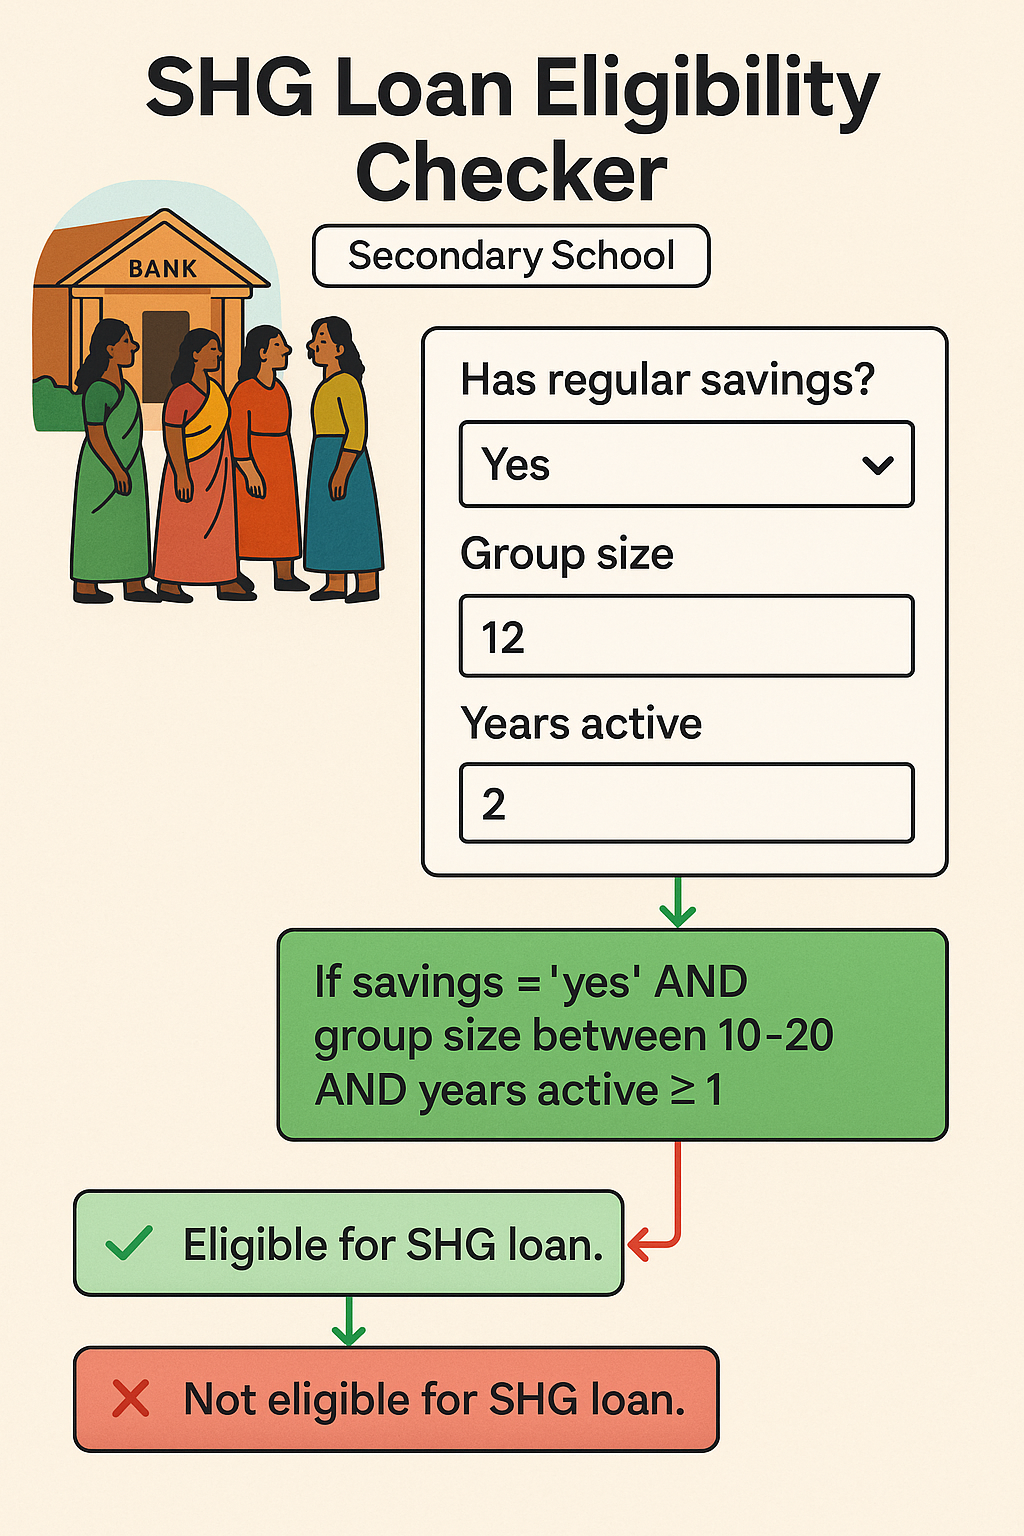 SHG Loan Eligibility
Checker
BANK
Secondary School
Has regular savings?
Yes
Group size
12
Years active
2
If savings = 'yes' AND
group size between 10-20
AND years active ≥ 1
Eligible for SHG loan.
Not eligible for SHG loan.